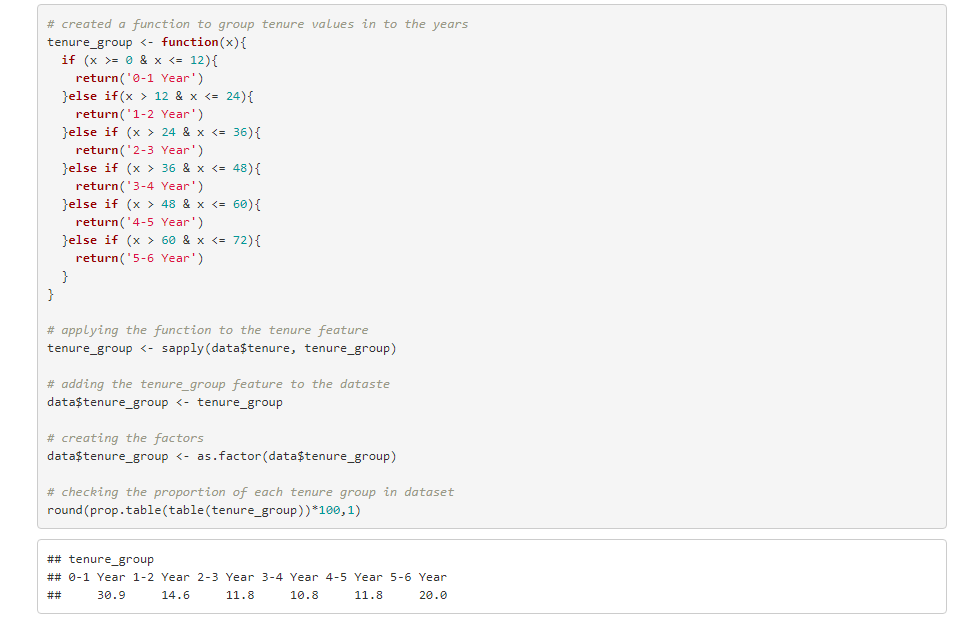 # created a function to group tenure values in to the years
tenure_group <- function(x){
  if (x >= 0 & x <= 12){
    return('0-1 Year')
  }else if(x > 12 & x <= 24){
    return('1-2 Year')
  }else if (x > 24 & x <= 36){
    return('2-3 Year')
  }else if (x > 36 & x <= 48){
    return('3-4 Year')
  }else if (x > 48 & x <= 60){
    return('4-5 Year')
  }else if (x > 60 & x <= 72){
    return('5-6 Year')
  }
}

# applying the function to the tenure feature
tenure_group <- sapply(data$tenure, tenure_group)

# adding the tenure_group feature to the dataste
data$tenure_group <- tenure_group

# creating the factors
data$tenure_group <- as.factor(data$tenure_group)

# checking the proportion of each tenure group in dataset
round(prop.table(table(tenure_group))*100,1)

## tenure_group
## 0-1 Year 1-2 Year 2-3 Year 3-4 Year 4-5 Year 5-6 Year
##     30.9     14.6     11.8     10.8     11.8     20.0